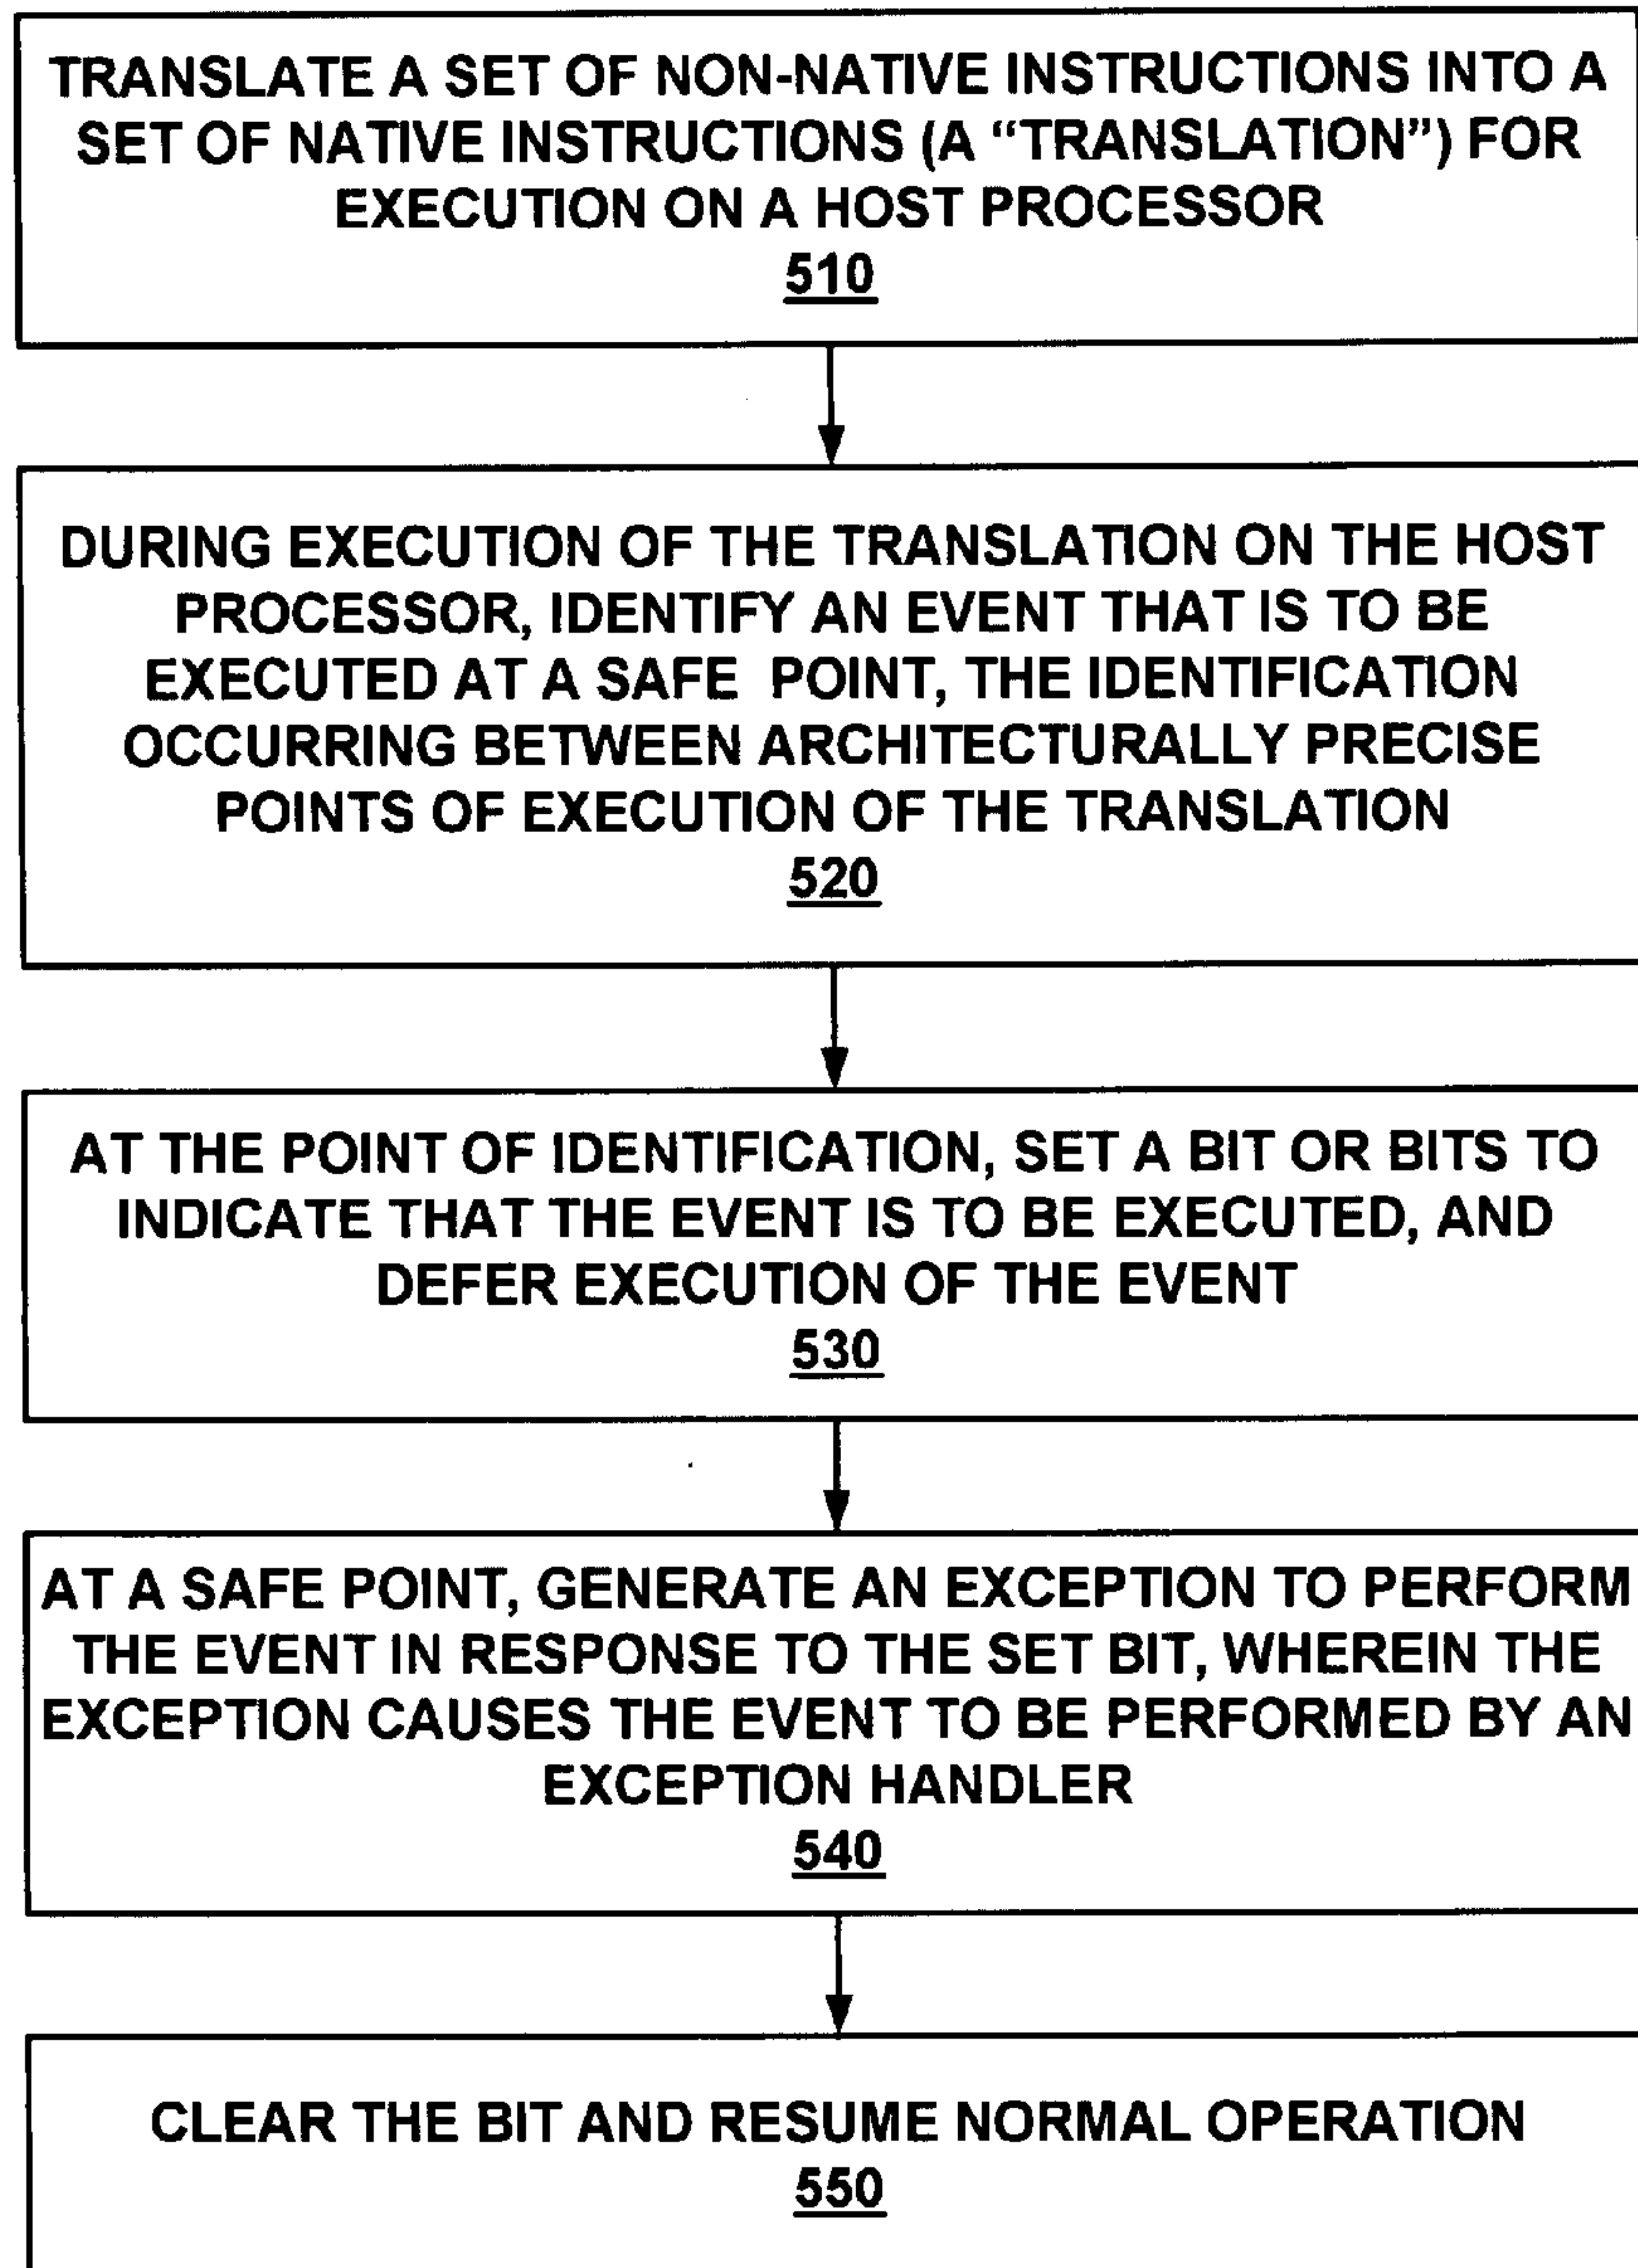 TRANSLATE A SET OF NON-NATIVE INSTRUCTIONS INTO A
SET OF NATIVE INSTRUCTIONS (A “TRANSLATION”) FOR
EXECUTION ON A HOST PROCESSOR
510
DURING EXECUTION OF THE TRANSLATION ON THE HOST
PROCESSOR, IDENTIFY AN EVENT THAT IS TO BE
EXECUTED AT A SAFE POINT, THE IDENTIFICATION
OCCURRING BETWEEN ARCHITECTURALLY PRECISE
POINTS OF EXECUTION OF THE TRANSLATION
520
AT THE POINT OF IDENTIFICATION, SET A BIT OR BITS TO
INDICATE THAT THE EVENT IS TO BE EXECUTED, AND
DEFER EXECUTION OF THE EVENT
530
AT A SAFE POINT, GENERATE AN EXCEPTION TO PERFORM
THE EVENT IN RESPONSE TO THE SET BIT, WHEREIN THE
EXCEPTION CAUSES THE EVENT TO BE PERFORMED BY AN
EXCEPTION HANDLER
540
CLEAR THE BIT AND RESUME NORMAL OPERATION
550